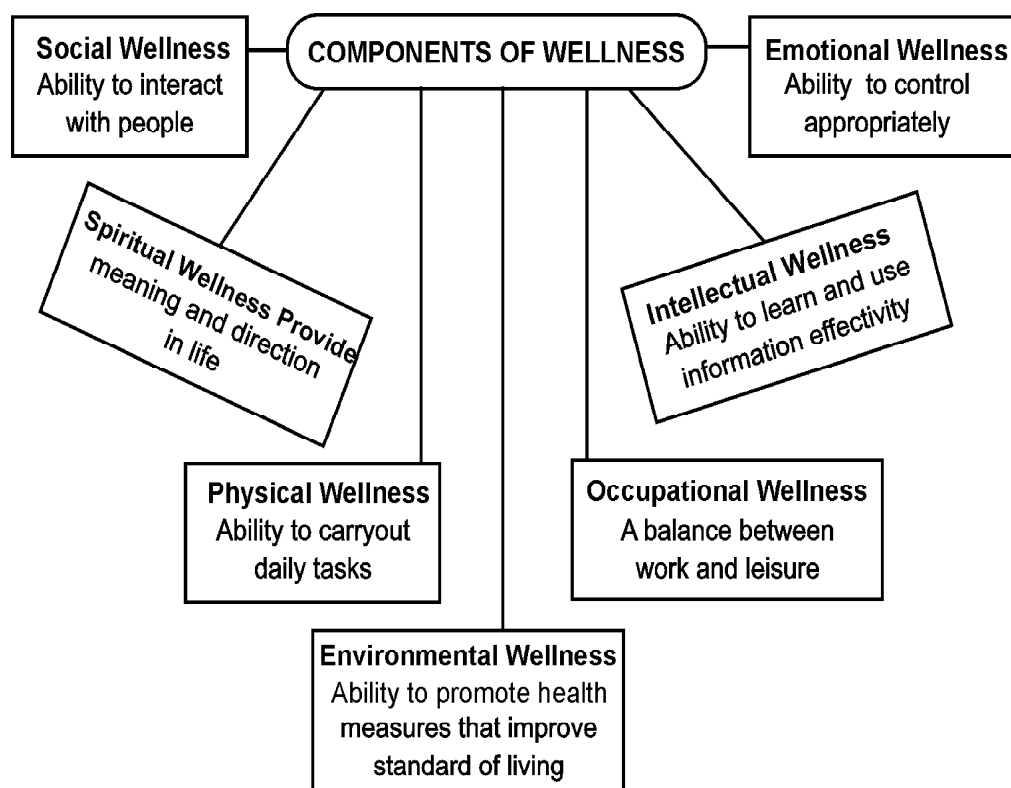 COMPONENTS OF WELLNESS
Social Wellness
Ability to interact
with people
Emotional Wellness
Ability to control
appropriately
Spiritual Wellness Provide
meaning and direction
in life
Intellectual Wellness
Ability to learn and use
information effectivity
Physical Wellness
Ability to carryout
daily tasks
Occupational Wellness
A balance between
work and leisure
Environmental Wellness
Ability to promote health
measures that improve
standard of living